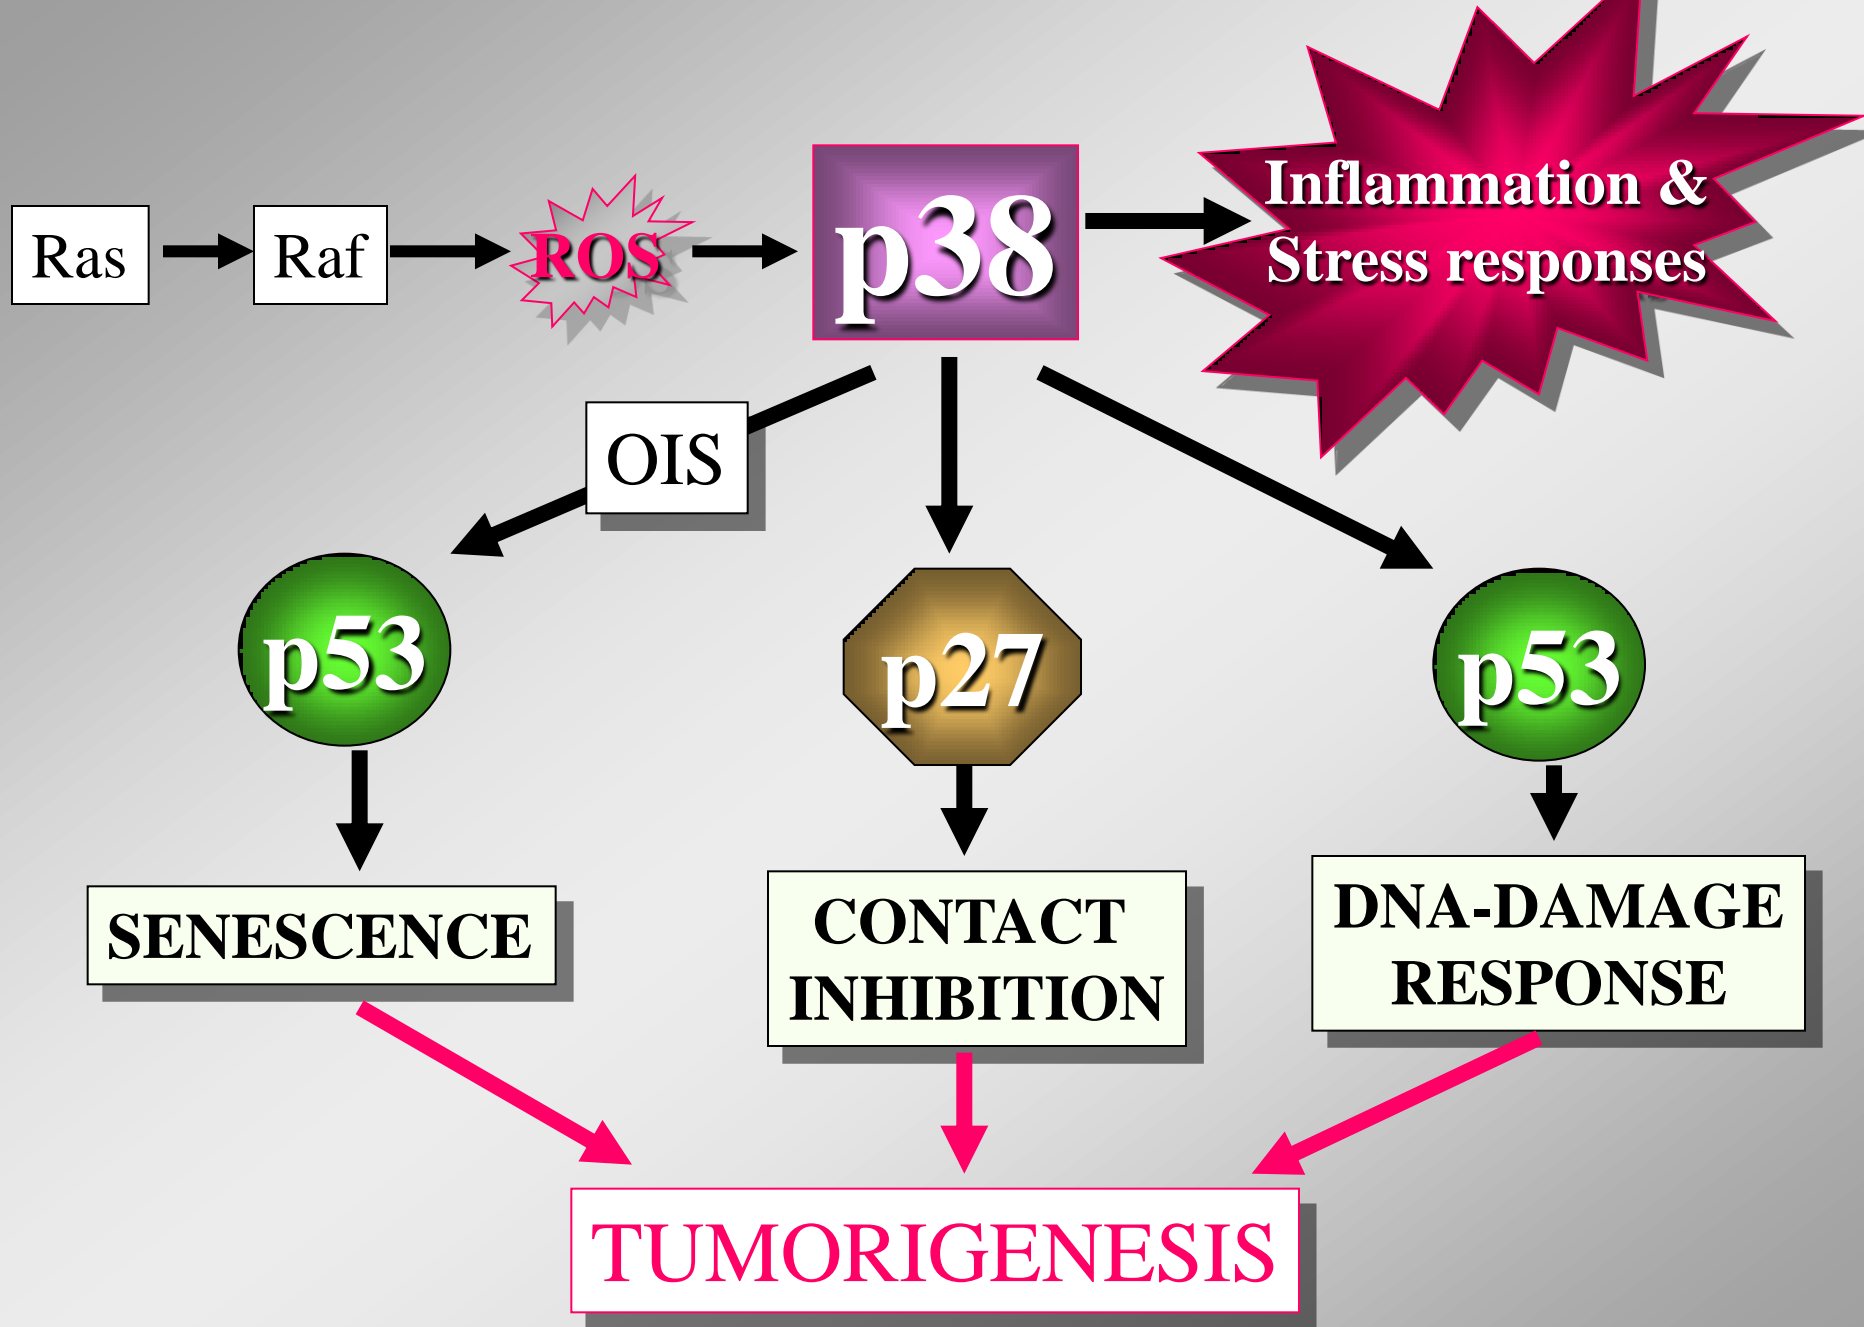 Ras
Raf
ROS
p38
Inflammation &
Stress responses
OIS
p53
p27
p53
SENESCENCE
CONTACT
INHIBITION
DNA-DAMAGE
RESPONSE
TUMORIGENESIS